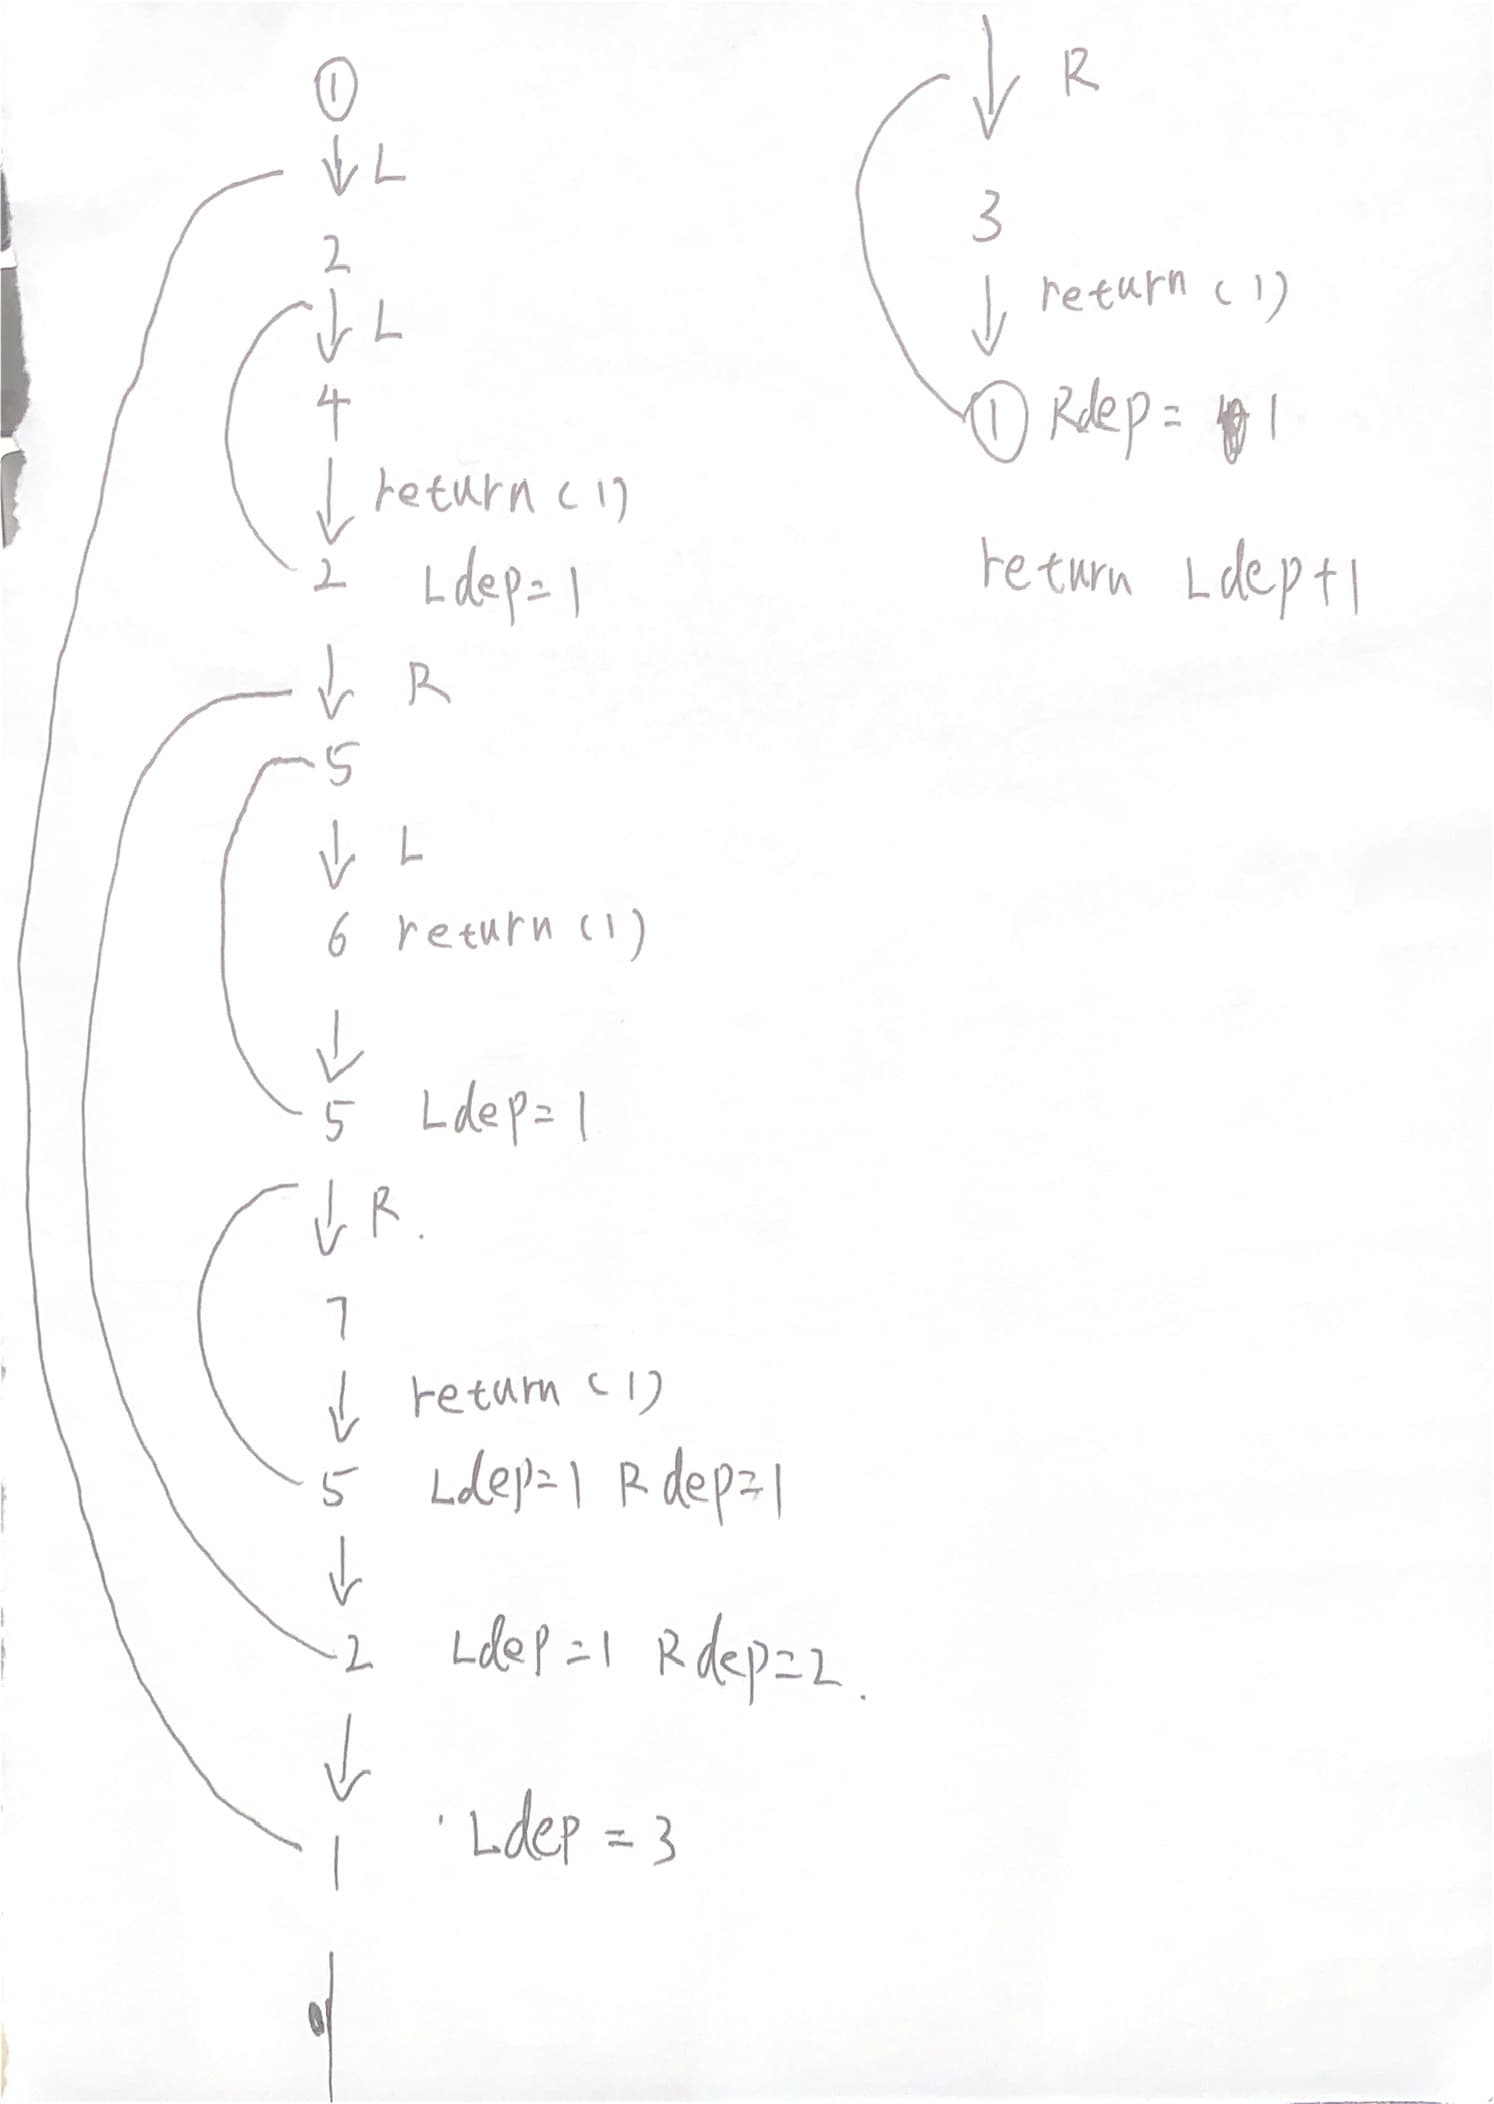 ①
↓ L
2
↓ L
4
↓ return (1)
2 Ldep=1
↓ R
5
↓ L
6 return (1)
↓
5 Ldep=1
↓ R.
7
↓ return (1)
5 Ldep=1 Rdep=1
↓
2 Ldep=1 Rdep=2.
↓
1 Ldep=3
↓ R
3
↓ return (1)
① Rdep= 1
return Ldep+1